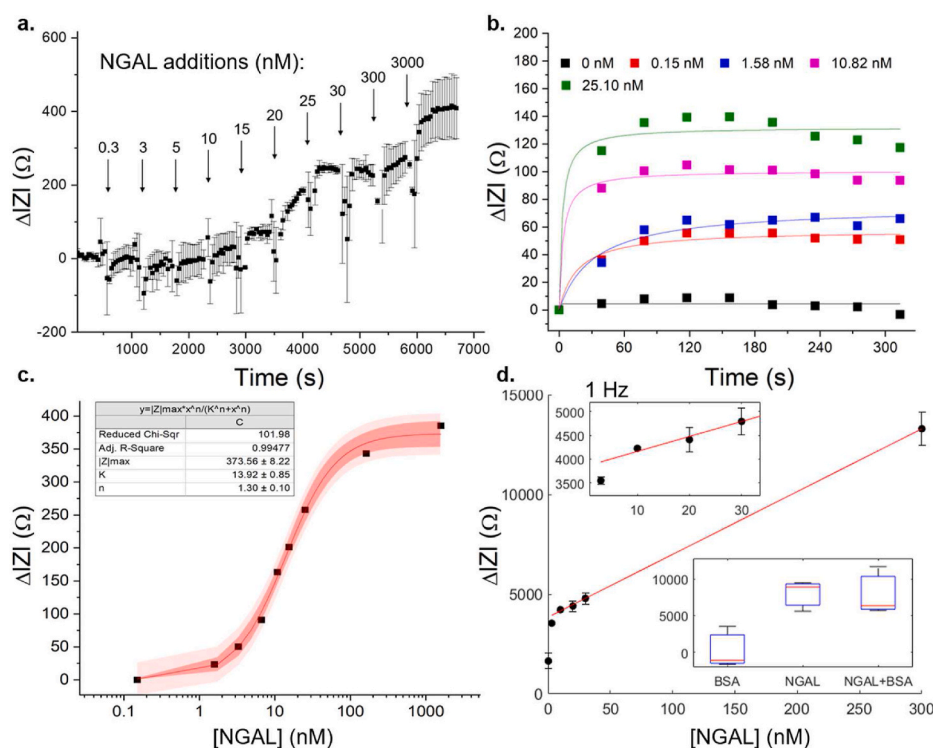 a.
NGAL additions (nM):
0.3 3 5 10 15 20 25 30 300 3000
600
400
200
0
-200
ΔIZI (Ω)
1000 2000 3000 4000 5000 6000 7000
Time (s)
b.
0 nM 0.15 nM 1.58 nM 10.82 nM
25.10 nM
200
180
160
140
120
100
80
60
40
20
0
ΔIZI (Ω)
0 60 120 180 240 300
Time (s)
c.
y=|Z|max*x^n/(K^n+x^n)
C
Reduced Chi-Sqr 101.98
Adj. R-Square 0.99477
|Z|max 373.56 ± 8.22
K 13.92 ± 0.85
n 1.30 ± 0.10
400
350
300
250
200
150
100
50
0
ΔIZI (Ω)
0.1 1 10 100 1000
[NGAL] (nM)
d.
1 Hz
5000
4500
4000
3500
10 20 30
15000
10000
5000
0
ΔIZI (Ω)
10000
5000
0
BSA NGAL NGAL+BSA
0 50 100 150 200 250 300
[NGAL] (nM)